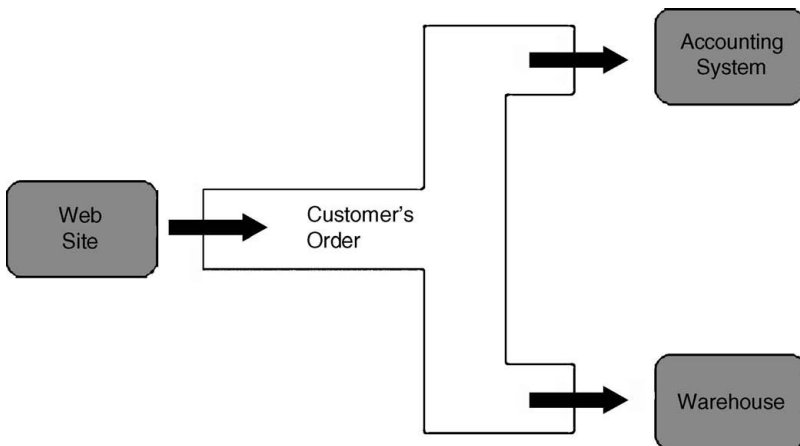 Accounting
System
Web
Site
Customer’s
Order
Warehouse